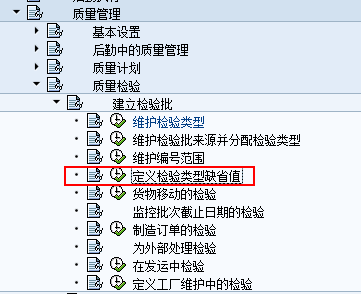 质量管理
基本设置
后勤中的质量管理
质量计划
质量检验
建立检验批
维护检验类型
维护检验批来源并分配检验类型
维护编号范围
定义检验类型缺省值
货物移动的检验
监控批次截止日期的检验
制造订单的检验
为外部处理检验
在发运中检验
定义工厂维护中的检验